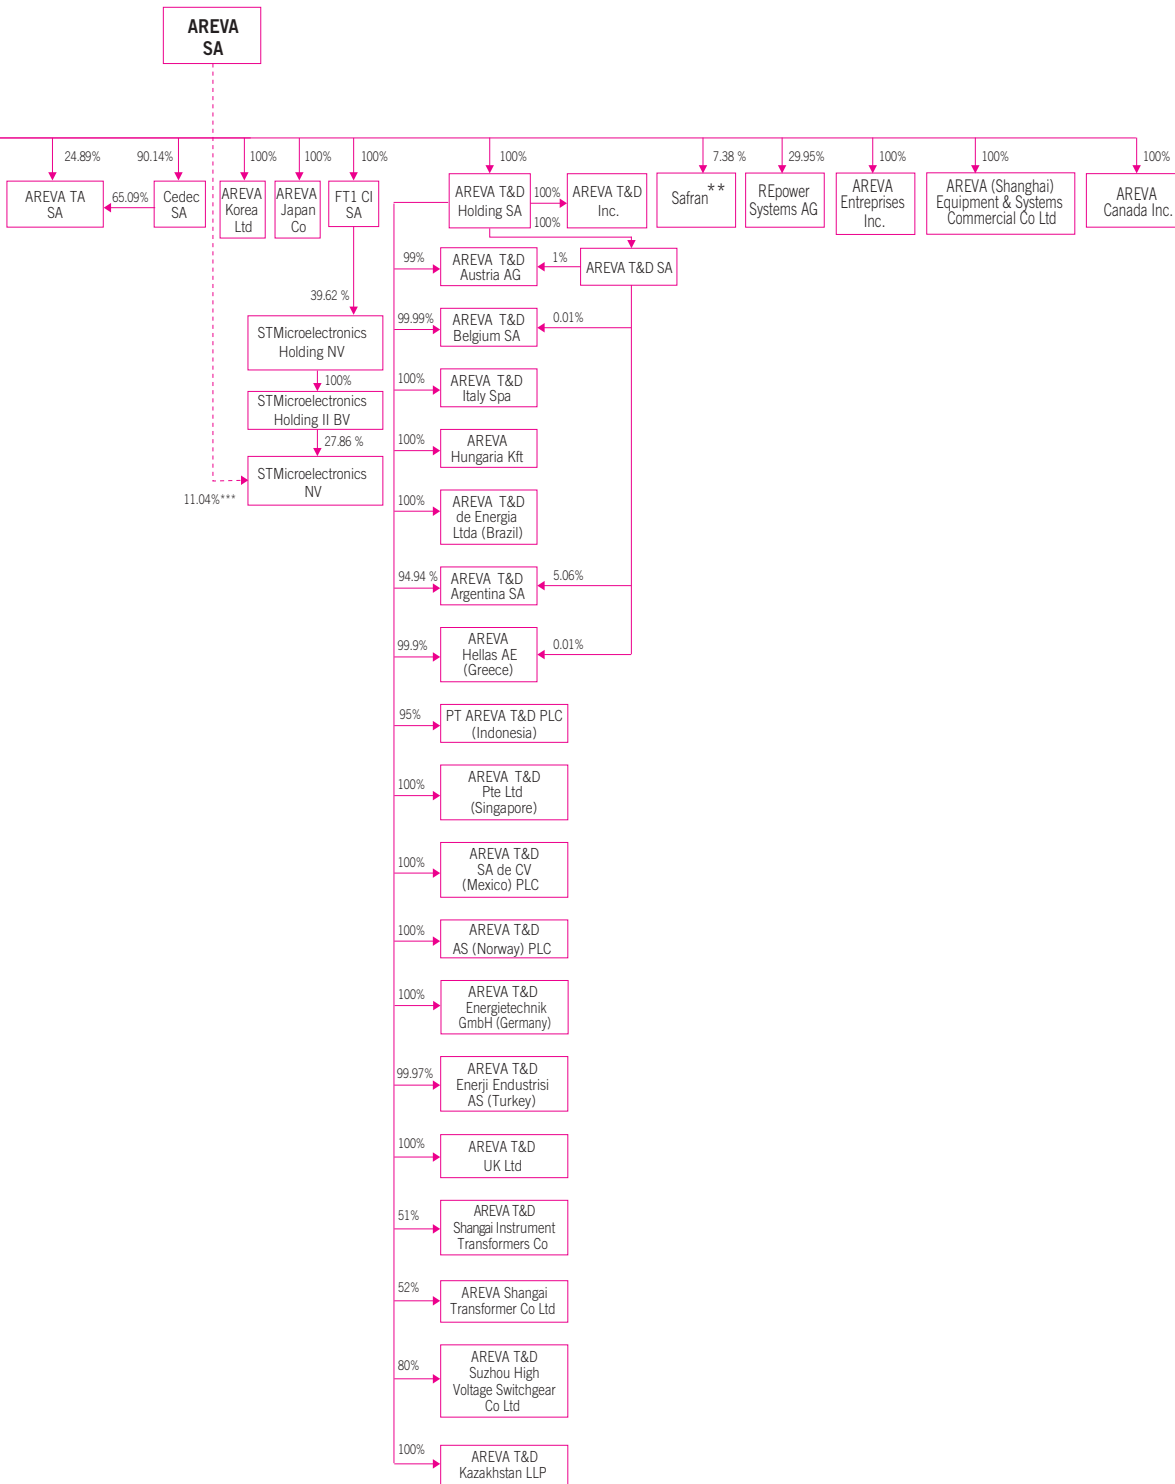 AREVA
SA
24.89%
90.14%
100%
100%
100%
100%
7.38 %
29.95%
100%
100%
100%
AREVA TA
SA
65.09%
Cedec
SA
AREVA
Korea
Ltd
AREVA
Japan
Co
FT1 CI
SA
AREVA T&D
Holding SA
100%
100%
AREVA T&D
Inc.
Safran**
REpower
Systems AG
AREVA
Entreprises
Inc.
AREVA (Shanghai)
Equipment & Systems
Commercial Co Ltd
AREVA
Canada Inc.
99%
AREVA T&D
Austria AG
1%
AREVA T&D SA
39.62 %
STMicroelectronics
Holding NV
99.99%
AREVA T&D
Belgium SA
0.01%
100%
STMicroelectronics
Holding II BV
100%
AREVA T&D
Italy Spa
27.86 %
STMicroelectronics
NV
11.04%***
100%
AREVA
Hungaria Kft
100%
AREVA T&D
de Energia
Ltda (Brazil)
94.94 %
AREVA T&D
Argentina SA
5.06%
99.9%
AREVA
Hellas AE
(Greece)
0.01%
95%
PT AREVA T&D PLC
(Indonesia)
100%
AREVA T&D
Pte Ltd
(Singapore)
100%
AREVA T&D
SA de CV
(Mexico) PLC
100%
AREVA T&D
AS (Norway) PLC
100%
AREVA T&D
Energietechnik
GmbH (Germany)
99.97%
AREVA T&D
Enerji Endustrisi
AS (Turkey)
100%
AREVA T&D
UK Ltd
51%
AREVA T&D
Shangai Instrument
Transformers Co
52%
AREVA Shangai
Transformer Co Ltd
80%
AREVA T&D
Suzhou High
Voltage Switchgear
Co Ltd
100%
AREVA T&D
Kazakhstan LLP